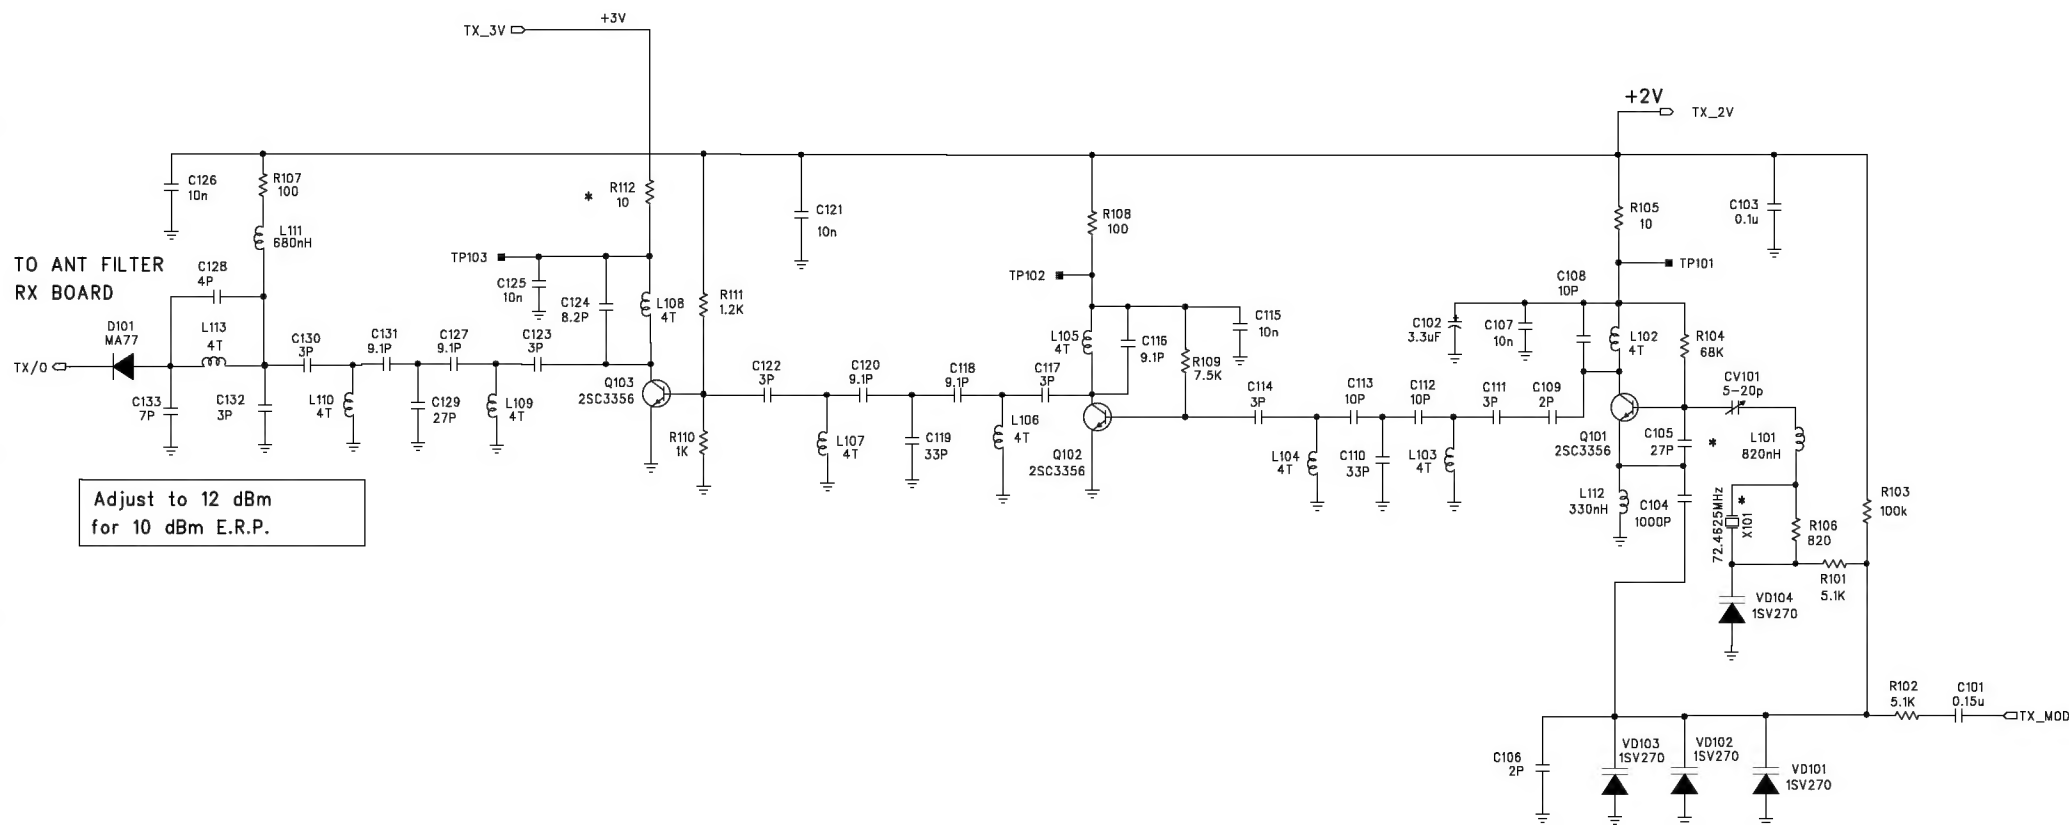 +3V
TX_3V
+2V
TX_2V
C126
10n
R107
100
*
R112
10
C121
10n
R108
100
R105
10
C103
0.1u
L111
680nH
TO ANT FILTER
RX BOARD
C128
4P
TP103
C125
10n
C124
8.2P
L108
4T
R111
1.2K
TP102
TP101
C108
10P
D101
MA77
L113
4T
C130
3P
C131
9.1P
C127
9.1P
C123
3P
L105
4T
C116
9.1P
C115
10n
R109
7.5K
C102
3.3uF
C107
10n
L102
4T
R104
68K
TX/O
Q103
2SC3356
C122
3P
C120
9.1P
C118
9.1P
C117
3P
CV101
5-20p
C133
7P
C132
3P
L110
4T
C129
27P
L109
4T
R110
1K
L107
4T
C119
33P
L106
4T
Q102
2SC3356
C114
3P
C113
10P
C112
10P
C111
3P
C109
2P
L104
4T
C110
33P
L103
4T
Q101
2SC3356
C105
27P
*
L101
820nH
Adjust to 12 dBm
for 10 dBm E.R.P.
L112
330nH
C104
1000P
72.4625MHz
X101
*
R106
820
R103
100k
R101
5.1K
VD104
1SV270
R102
5.1K
C101
0.15u
TX_MOD
C106
2P
VD103
1SV270
VD102
1SV270
VD101
1SV270